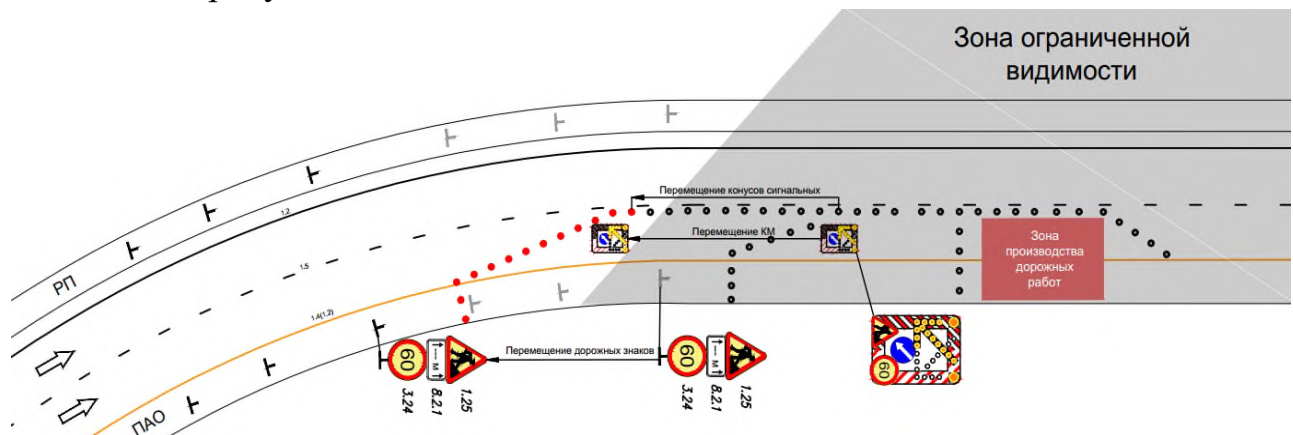 Зона ограниченной
видимости
Перемещение конусов сигнальных
Перемещение КМ
Зона
производства
дорожных
работ
1.2
1.5
1.4(1.2)
РП
ПАО
Перемещение дорожных знаков
60
3.24
--- м
8.2.1
1.25
60
3.24
--- м
8.2.1
1.25
60